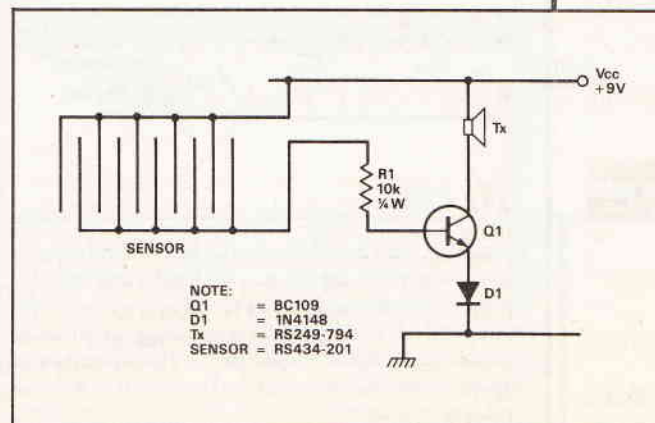 Vcc
+9V
Tx
R1
10k
¼W
Q1
SENSOR
D1
NOTE:
Q1 = BC109
D1 = 1N4148
Tx = RS249-794
SENSOR = RS434-201